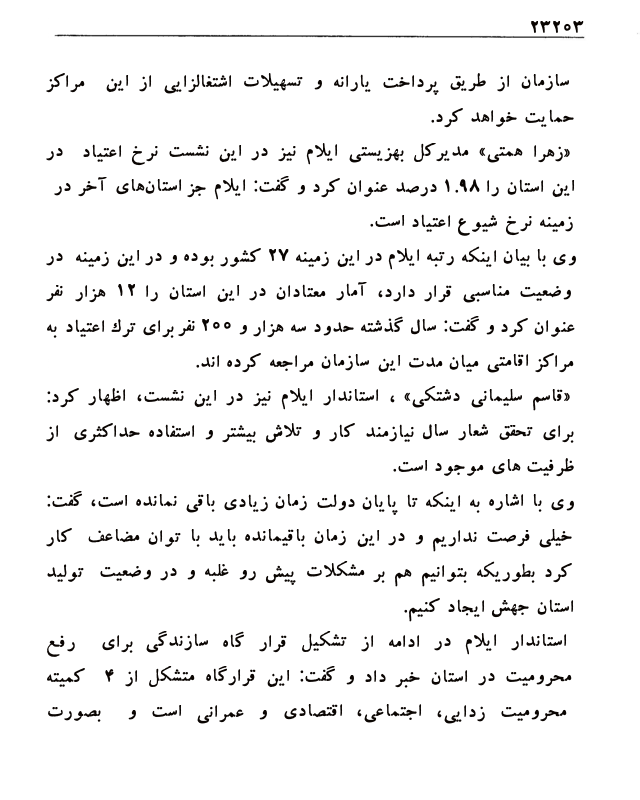 ۲۳۲۰۳
سازمان از طریق پرداخت یارانه و تسهیلات اشتغالزایی از این مراکز
حمایت خواهد کرد.
«زهرا همتی» مدیرکل بهزیستی ایلام نیز در این نشست نرخ اعتیاد در
این استان را ۱.۹۸ درصد عنوان کرد و گفت: ایلام جز استان‌های آخر در
زمینه نرخ شیوع اعتیاد است.
وی با بیان اینکه رتبه ایلام در این زمینه ۲۷ کشور بوده و در این زمینه در
وضعیت مناسبی قرار دارد، آمار معتادان در این استان را ۱۲ هزار نفر
عنوان کرد و گفت: سال گذشته حدود سه هزار و ۲۰۰ نفر برای ترك اعتیاد به
مراکز اقامتی میان مدت این سازمان مراجعه کرده اند.
«قاسم سلیمانی دشتکی» ، استاندار ایلام نیز در این نشست، اظهار کرد:
برای تحقق شعار سال نیازمند کار و تلاش بیشتر و استفاده حداکثری از
ظرفیت های موجود است.
وی با اشاره به اینکه تا پایان دولت زمان زیادی باقی نمانده است، گفت:
خیلی فرصت نداریم و در این زمان باقیمانده باید با توان مضاعف کار
کرد بطوریکه بتوانیم هم بر مشکلات پیش رو غلبه و در وضعیت تولید
استان جهش ایجاد کنیم.
استاندار ایلام در ادامه از تشکیل قرار گاه سازندگی برای رفع
محرومیت در استان خبر داد و گفت: این قرارگاه متشکل از ۴ کمیته
محرومیت زدایی، اجتماعی، اقتصادی و عمرانی است و بصورت